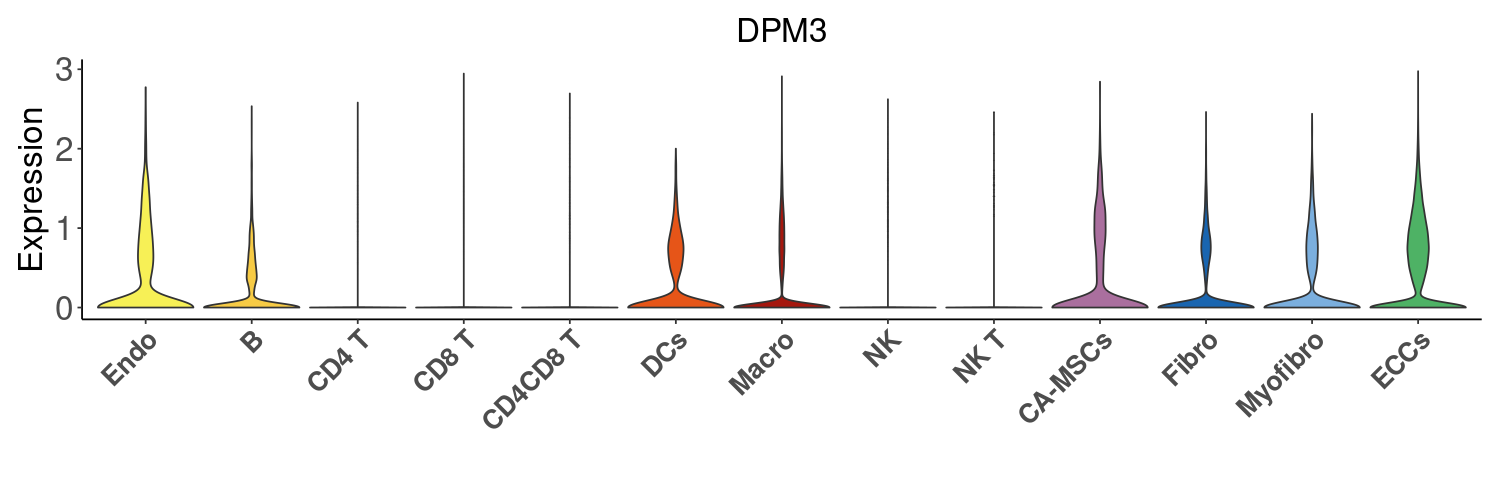 DPM3
Expression
3
2
1
0
Endo
B
CD4 T
CD8 T
CD4CD8 T
DCs
Macro
NK
NK T
CA-MSCs
Fibro
Myofibro
ECCs